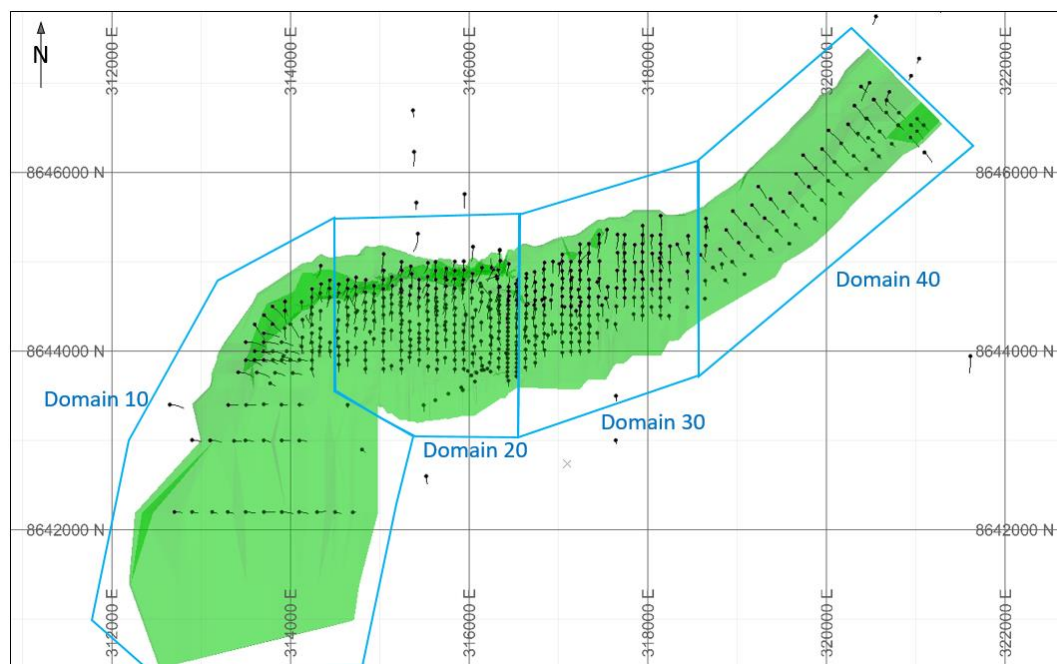 N
312000 E
314000 E
316000 E
318000 E
320000 E
322000 E
8646000 N
8646000 N
Domain 40
8644000 N
8644000 N
Domain 10
Domain 30
Domain 20
8642000 N
8642000 N
312000 E
314000 E
316000 E
318000 E
320000 E
322000 E